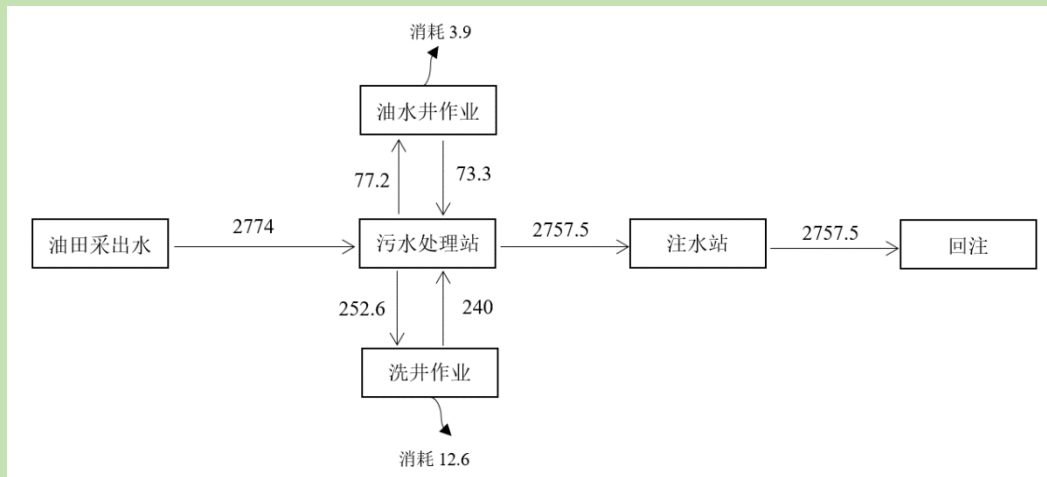 消耗 3.9
油水井作业
77.2
73.3
油田采出水
2774
污水处理站
2757.5
注水站
2757.5
回注
252.6
240
洗井作业
消耗 12.6